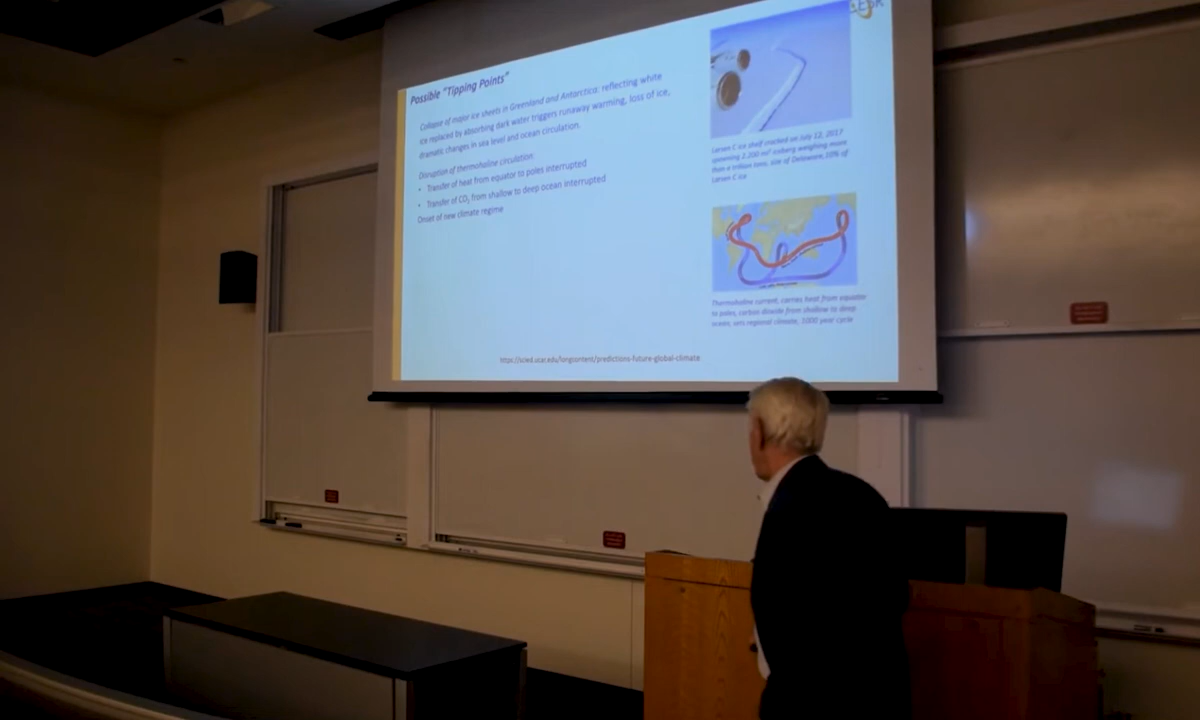 Possible "Tipping Points"
Collapse of major ice sheets in Greenland and Antarctica: reflecting white
ice replaced by absorbing dark water triggers runaway warming, loss of ice,
dramatic changes in sea level and ocean circulation.
Disruption of thermohaline circulation:
• Transfer of heat from equator to poles interrupted
• Transfer of CO₂ from shallow to deep ocean interrupted
Onset of new climate regime
Larsen C ice shelf cracked on July 12, 2017
spawning 2,200 mi² iceberg weighing more
than a trillion tons, size of Delaware, 10% of
Larsen C ice
Thermohaline current, carries heat from equator
to poles, carbon dioxide from shallow to deep
ocean, sets regional climate, 1000 year cycle
https://scied.ucar.edu/longcontent/predictions-future-global-climate